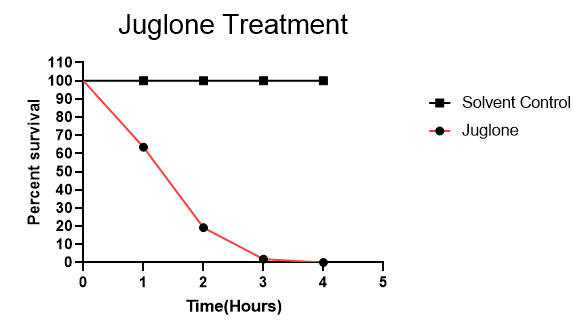 Juglone Treatment
110
100
90
80
70
60
50
40
30
20
10
0
Percent survival
0 1 2 3 4 5
Time(Hours)
Solvent Control
Juglone